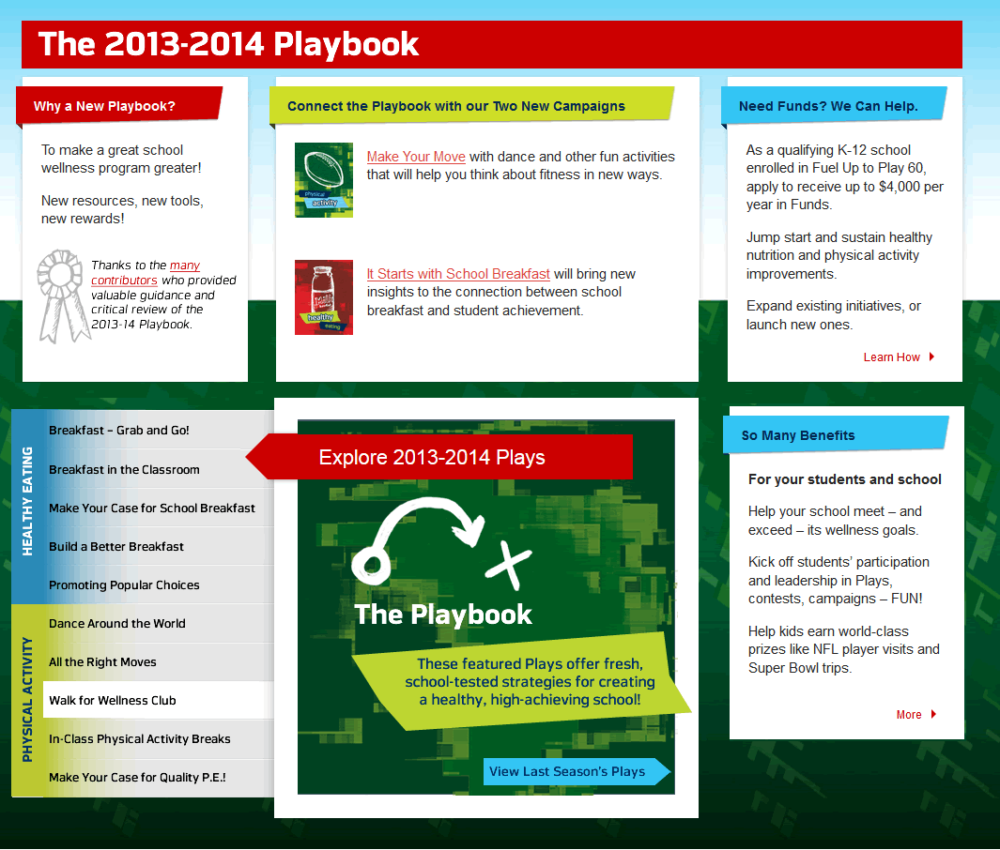 The 2013-2014 Playbook
Why a New Playbook?
To make a great school
wellness program greater!
New resources, new tools,
new rewards!
Thanks to the many
contributors who provided
valuable guidance and
critical review of the
2013-14 Playbook.
Connect the Playbook with our Two New Campaigns
physical
activity
Make Your Move with dance and other fun activities
that will help you think about fitness in new ways.
Milk
healthy
eating
It Starts with School Breakfast will bring new
insights to the connection between school
breakfast and student achievement.
Need Funds? We Can Help.
As a qualifying K-12 school
enrolled in Fuel Up to Play 60,
apply to receive up to $4,000 per
year in Funds.
Jump start and sustain healthy
nutrition and physical activity
improvements.
Expand existing initiatives, or
launch new ones.
Learn How
HEALTHY EATING
Breakfast – Grab and Go!
Breakfast in the Classroom
Make Your Case for School Breakfast
Build a Better Breakfast
Promoting Popular Choices
PHYSICAL ACTIVITY
Dance Around the World
All the Right Moves
Walk for Wellness Club
In-Class Physical Activity Breaks
Make Your Case for Quality P.E.!
Explore 2013-2014 Plays
The Playbook
These featured Plays offer fresh,
school-tested strategies for creating
a healthy, high-achieving school!
View Last Season's Plays
So Many Benefits
For your students and school
Help your school meet – and
exceed – its wellness goals.
Kick off students' participation
and leadership in Plays,
contests, campaigns – FUN!
Help kids earn world-class
prizes like NFL player visits and
Super Bowl trips.
More